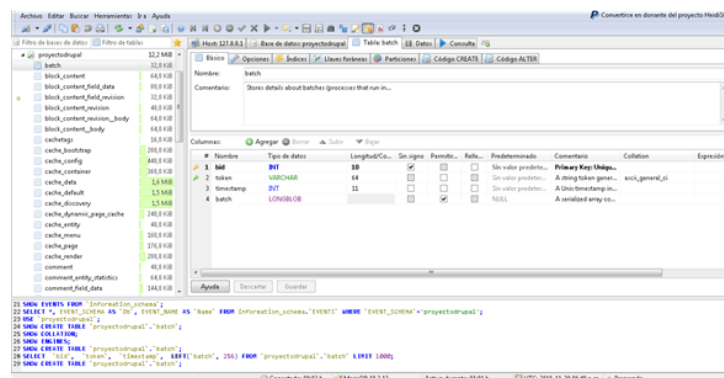 Archivo Editar Buscar Herramientas Ir a Ayuda
Convertirse en donante del proyecto HeidiS
Filtro de bases de datos Filtro de tablas
Host: 127.0.0.1 Base de datos: proyectodrupal Tabla: batch Datos Consulta
proyectodrupal 12,2 MiB
batch 32,0 KiB
block_content 64,0 KiB
block_content_field_data 80,0 KiB
block_content_field_revision 32,0 KiB
block_content_revision 48,0 KiB
block_content_revision__body 64,0 KiB
block_content__body 64,0 KiB
cachetags 16,0 KiB
cache_bootstrap
cache_config
cache_container
cache_data 1,6 MiB
cache_default 1,5 MiB
cache_discovery 1,5 MiB
cache_dynamic_page_cache 240,0 KiB
cache_entity 48,0 KiB
cache_menu
cache_page 176,0 KiB
cache_render
comment 48,0 KiB
comment_entity_statistics 64,0 KiB
comment_field_data 144,0 KiB
Básico Opciones Índices Llaves foráneas Particiones Código CREATE Código ALTER
Nombre: batch
Comentario: Stores details about batches (processes that run in...
Columnas: Agregar Borrar Subir Bajar
# Nombre Tipo de datos Longitud/Co... Sin signo Permitir... Relle... Predeterminado Comentario Collation Expresión
1 bid INT 10 Sin valor predete... Primary Key: Uniqu...
2 token VARCHAR 64 Sin valor predeter... A string token gener... ascii_general_ci
3 timestamp INT 11 Sin valor predeter... A Unix timestamp in...
4 batch LONGBLOB NULL A serialized array co...
Ayuda Descartar Guardar
21 SHOW EVENTS FROM `information_schema`;
22 SELECT *, EVENT_SCHEMA AS `Db`, EVENT_NAME AS `Name` FROM information_schema.`EVENTS` WHERE `EVENT_SCHEMA`='proyectodrupal';
23 USE `proyectodrupal`;
24 SHOW CREATE TABLE `proyectodrupal`.`batch`;
25 SHOW COLLATION;
26 SHOW ENGINES;
27 SHOW CREATE TABLE `proyectodrupal`.`batch`;
28 SELECT `bid`, `token`, `timestamp`, LEFT(`batch`, 256) FROM `proyectodrupal`.`batch` LIMIT 1000;
29 SHOW CREATE TABLE `proyectodrupal`.`batch`;